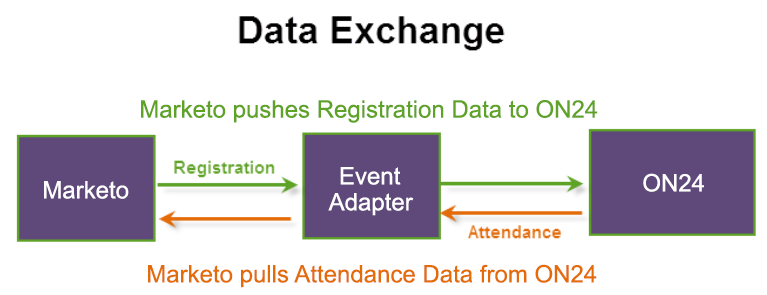 Data Exchange
Marketo pushes Registration Data to ON24
Marketo
Registration
Event
Adapter
ON24
Attendance
Marketo pulls Attendance Data from ON24